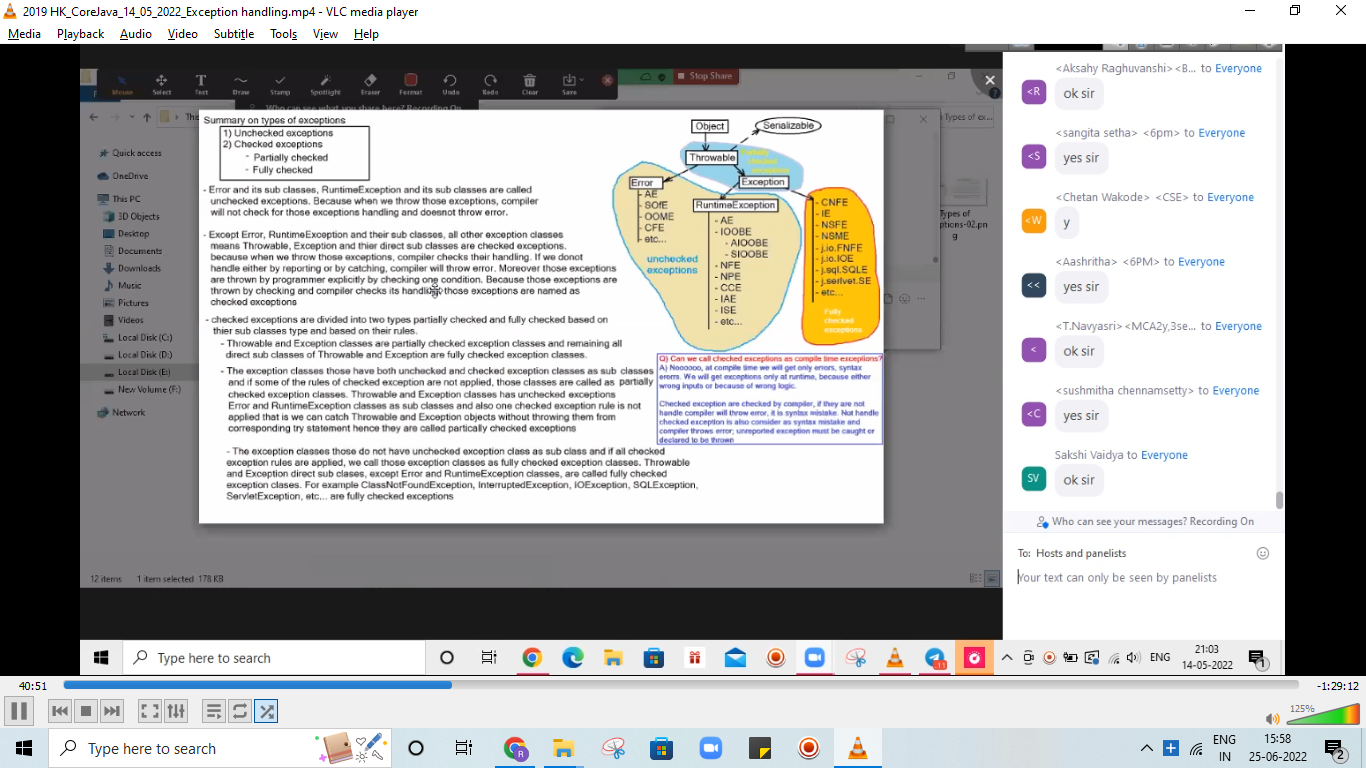 2019 HK_CoreJava_14_05_2022_Exception handling.mp4 - VLC media player
Media Playback Audio Video Subtitle Tools View Help
Mouse Select Text Draw Stamp Spotlight Eraser Format Undo Redo Clear Save
Stop Share
Who can see what you share here? Recording On
This
Types of ex...
Quick access
OneDrive
This PC
3D Objects
Desktop
Documents
Downloads
Music
Pictures
Videos
Local Disk (C:)
Local Disk (D:)
Local Disk (E:)
New Volume (F:)
Network
Types of
ptions-02.pn
g
12 items 1 item selected 178 KB
Summary on types of exceptions
1) Unchecked exceptions
2) Checked exceptions
- Partially checked
- Fully checked
- Error and its sub classes, RuntimeException and its sub classes are called
unchecked exceptions. Because when we throw those exceptions, compiler
will not check for those exceptions handling and doesnot throw error.
- Except Error, RuntimeException and their sub classes, all other exception classes
means Throwable, Exception and thier direct sub classes are checked exceptions.
because when we throw those exceptions, compiler checks their handling. If we donot
handle either by reporting or by catching, compiler will throw error. Moreover those exceptions
are thrown by programmer explicitly by checking one condition. Because those exceptions are
thrown by checking and compiler checks its handling those exceptions are named as
checked exceptions
- checked exceptions are divided into two types partially checked and fully checked based on
thier sub classes type and based on their rules.
- Throwable and Exception classes are partially checked exception classes and remaining all
direct sub classes of Throwable and Exception are fully checked exception classes.
- The exception classes those have both unchecked and checked exception classes as sub classes
and if some of the rules of checked exception are not applied, those classes are called as partially
checked exception classes. Throwable and Exception classes has unchecked exceptions
Error and RuntimeException classes as sub classes and also one checked exception rule is not
applied that is we can catch Throwable and Exception objects without throwing them from
corresponding try statement hence they are called partically checked exceptions
- The exception classes those do not have unchecked exception class as sub class and if all checked
exception rules are applied, we call those exception classes as fully checked exception classes. Throwable
and Exception direct sub clases, except Error and RuntimeException classes, are called fully checked
exception clases. For example ClassNotFoundException, InterruptedException, IOException, SQLException,
ServletException, etc... are fully checked exceptions
Object
Serializable
Throwable
Error
Exception
- AE
- SOfE
- OOME
- CFE
- etc...
RuntimeException
- AE
- IOOBE
- AIOOBE
- SIOOBE
- NFE
- NPE
- CCE
- IAE
- ISE
- etc...
unchecked
exceptions
- CNFE
- IE
- NSFE
- NSME
- j.io.FNFE
- j.io.IOE
- j.sql.SQLE
- j.servlet.SE
- etc...
Fully
checked
exceptions
Q) Can we call checked exceptions as compile time exceptions?
A) Noooooo, at compile time we will get only errors, syntax
erorrs. We will get exceptions only at runtime, because either
wrong inputs or because of wrong logic.
Checked exception are checked by compiler, if they are not
handle compiler will throw error, it is syntax mistake. Not handle
checked exception is also consider as syntax mistake and
compiler throws error; unreported exception must be caught or
declared to be thrown
<Aksahy Raghuvanshi> <B... to Everyone
<R ok sir
<sangita setha> <6pm> to Everyone
<S yes sir
<Chetan Wakode> <CSE> to Everyone
<W y
<Aashritha> <6PM> to Everyone
<< yes sir
<T.Navyasri> <MCA2y,3se... to Everyone
< ok sir
<sushmitha chennamsetty> to Everyone
<C yes sir
Sakshi Vaidya to Everyone
SV ok sir
Who can see your messages? Recording On
To: Hosts and panelists
Your text can only be seen by panelists
Type here to search
11
ENG
21:03
14-05-2022
1
40:51
-1:29:12
125%
Type here to search
R
ENG
IN
15:58
25-06-2022
2